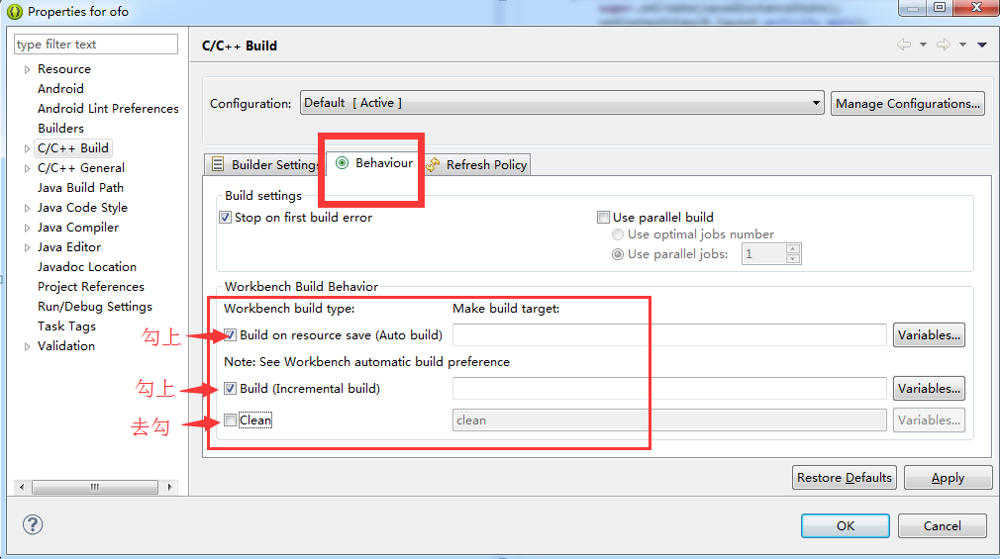 Properties for ofo
super.onCreate(savedInstanceState);
type filter text
Resource
Android
Android Lint Preferences
Builders
C/C++ Build
C/C++ General
Java Build Path
Java Code Style
Java Compiler
Java Editor
Javadoc Location
Project References
Run/Debug Settings
Task Tags
Validation
C/C++ Build
Configuration: Default [ Active ] Manage Configurations...
Builder Settings Behaviour Refresh Policy
Build settings
Stop on first build error Use parallel build
Use optimal jobs number
Use parallel jobs: 1
Workbench Build Behavior
Workbench build type: Make build target:
勾上 Build on resource save (Auto build) Variables...
Note: See Workbench automatic build preference
勾上 Build (Incremental build) Variables...
去勾 Clean clean Variables...
Restore Defaults Apply
OK Cancel